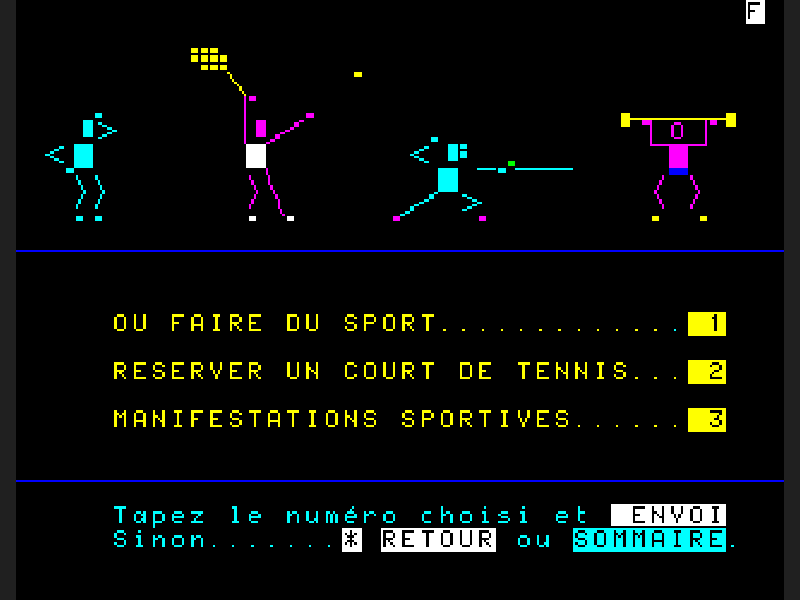 F
OU FAIRE DU SPORT............. 1
RESERVER UN COURT DE TENNIS... 2
MANIFESTATIONS SPORTIVES...... 3
Tapez le numéro choisi et ENVOI
Sinon.......* RETOUR ou SOMMAIRE.